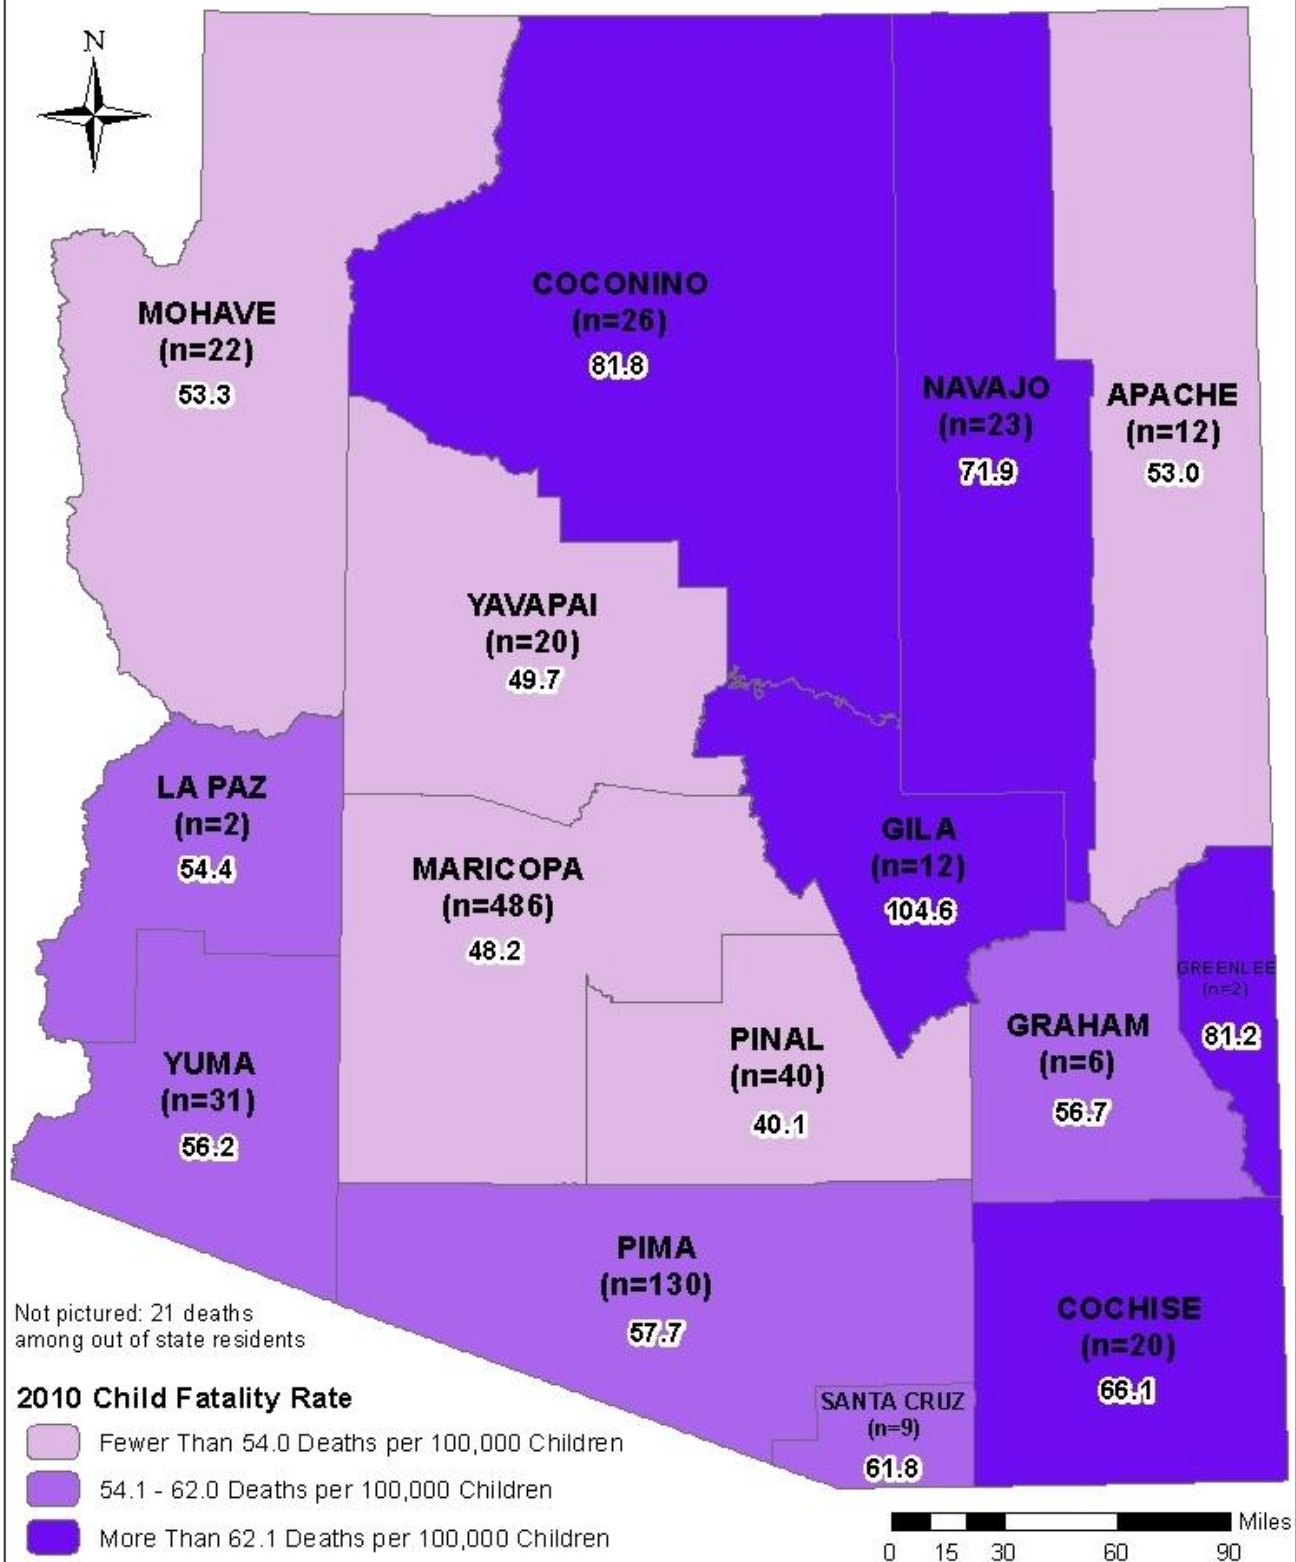 N
COCONINO
(n=26)
81.8
MOHAVE
(n=22)
53.3
NAVAJO
(n=23)
71.9
APACHE
(n=12)
53.0
YAVAPAI
(n=20)
49.7
LA PAZ
(n=2)
54.4
MARICOPA
(n=486)
48.2
GILA
(n=12)
104.6
GREENLEE
(n=2)
81.2
GRAHAM
(n=6)
56.7
PINAL
(n=40)
40.1
YUMA
(n=31)
56.2
PIMA
(n=130)
57.7
COCHISE
(n=20)
66.1
SANTA CRUZ
(n=9)
61.8
Not pictured: 21 deaths
among out of state residents
2010 Child Fatality Rate
Fewer Than 54.0 Deaths per 100,000 Children
54.1 - 62.0 Deaths per 100,000 Children
More Than 62.1 Deaths per 100,000 Children
Miles
0 15 30 60 90